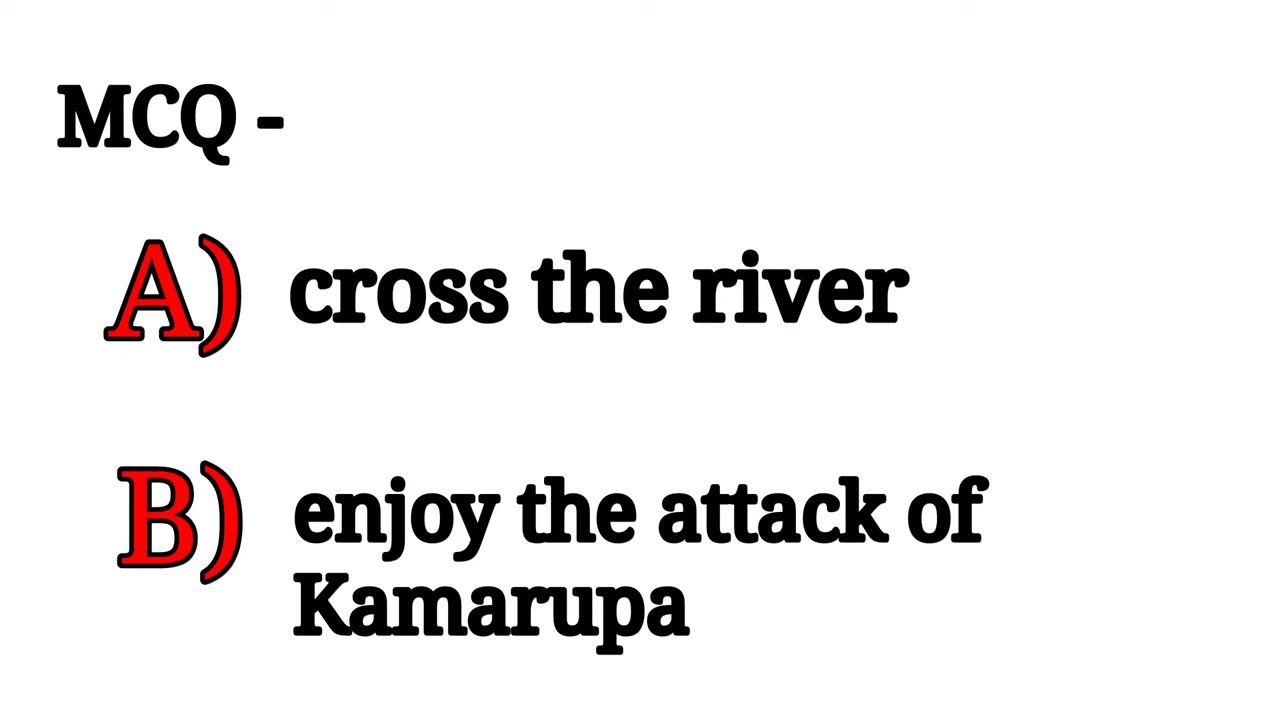 MCQ -
A) cross the river
B) enjoy the attack of
Kamarupa